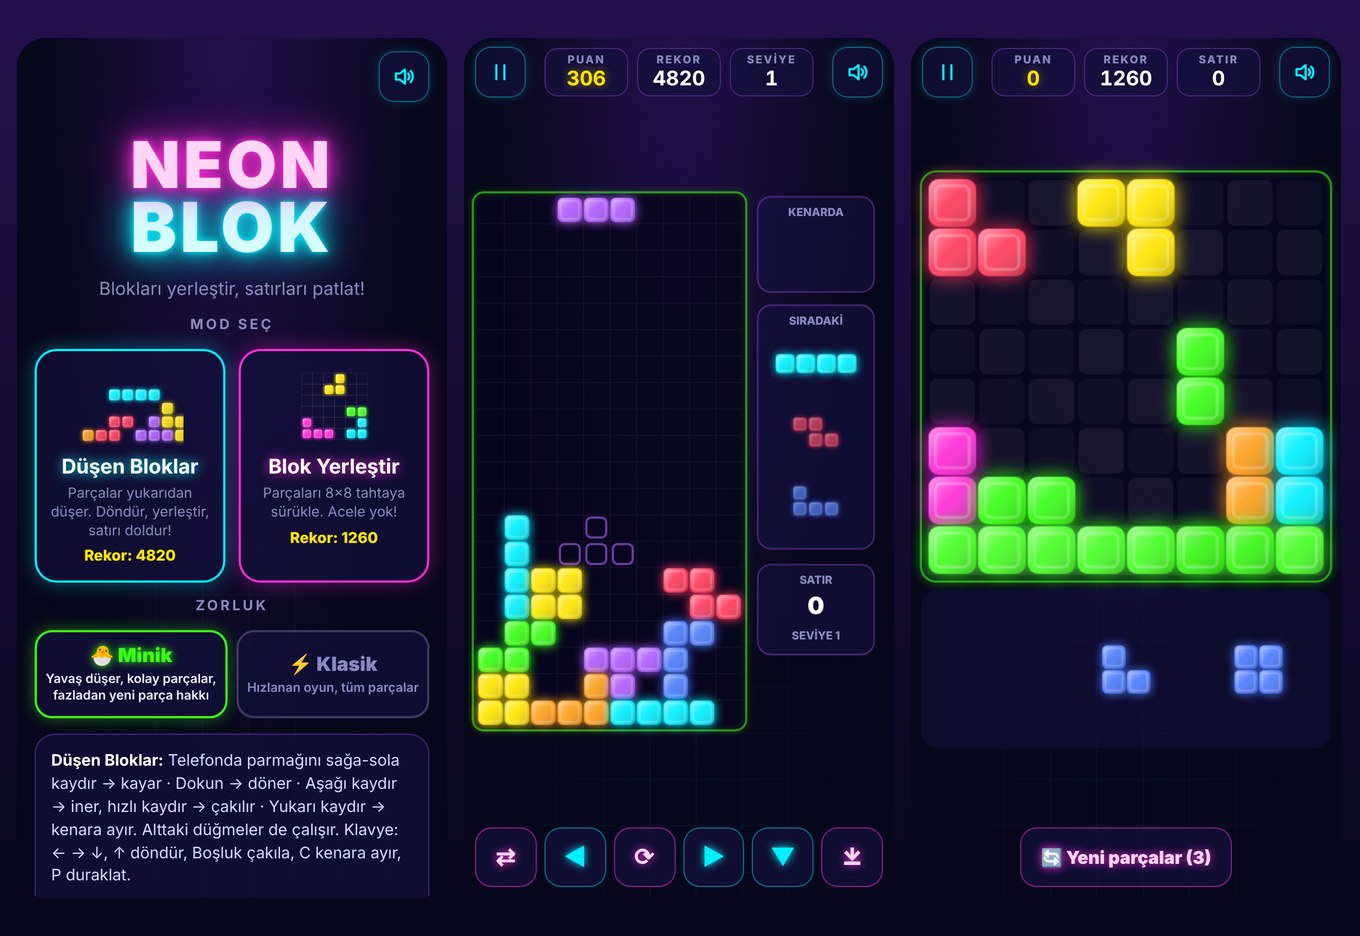 NEON
BLOK
Blokları yerleştir, satırları patlat!
MOD SEÇ
Düşen Bloklar
Parçalar yukarıdan
düşer. Döndür, yerleştir,
satırı doldur!
Rekor: 4820
Blok Yerleştir
Parçaları 8×8 tahtaya
sürükle. Acele yok!
Rekor: 1260
ZORLUK
🐣 Minik
Yavaş düşer, kolay parçalar,
fazladan yeni parça hakkı
⚡ Klasik
Hızlanan oyun, tüm parçalar
Düşen Bloklar: Telefonda parmağını sağa-sola
kaydır → kayar · Dokun → döner · Aşağı kaydır
→ iner, hızlı kaydır → çakılır · Yukarı kaydır →
kenara ayır. Alttaki düğmeler de çalışır. Klavye:
← → ↓, ↑ döndür, Boşluk çakıla, C kenara ayır,
P duraklat.
PUAN
306
REKOR
4820
SEVİYE
1
KENARDA
SIRADAKİ
SATIR
0
SEVİYE 1
PUAN
0
REKOR
1260
SATIR
0
🔄 Yeni parçalar (3)